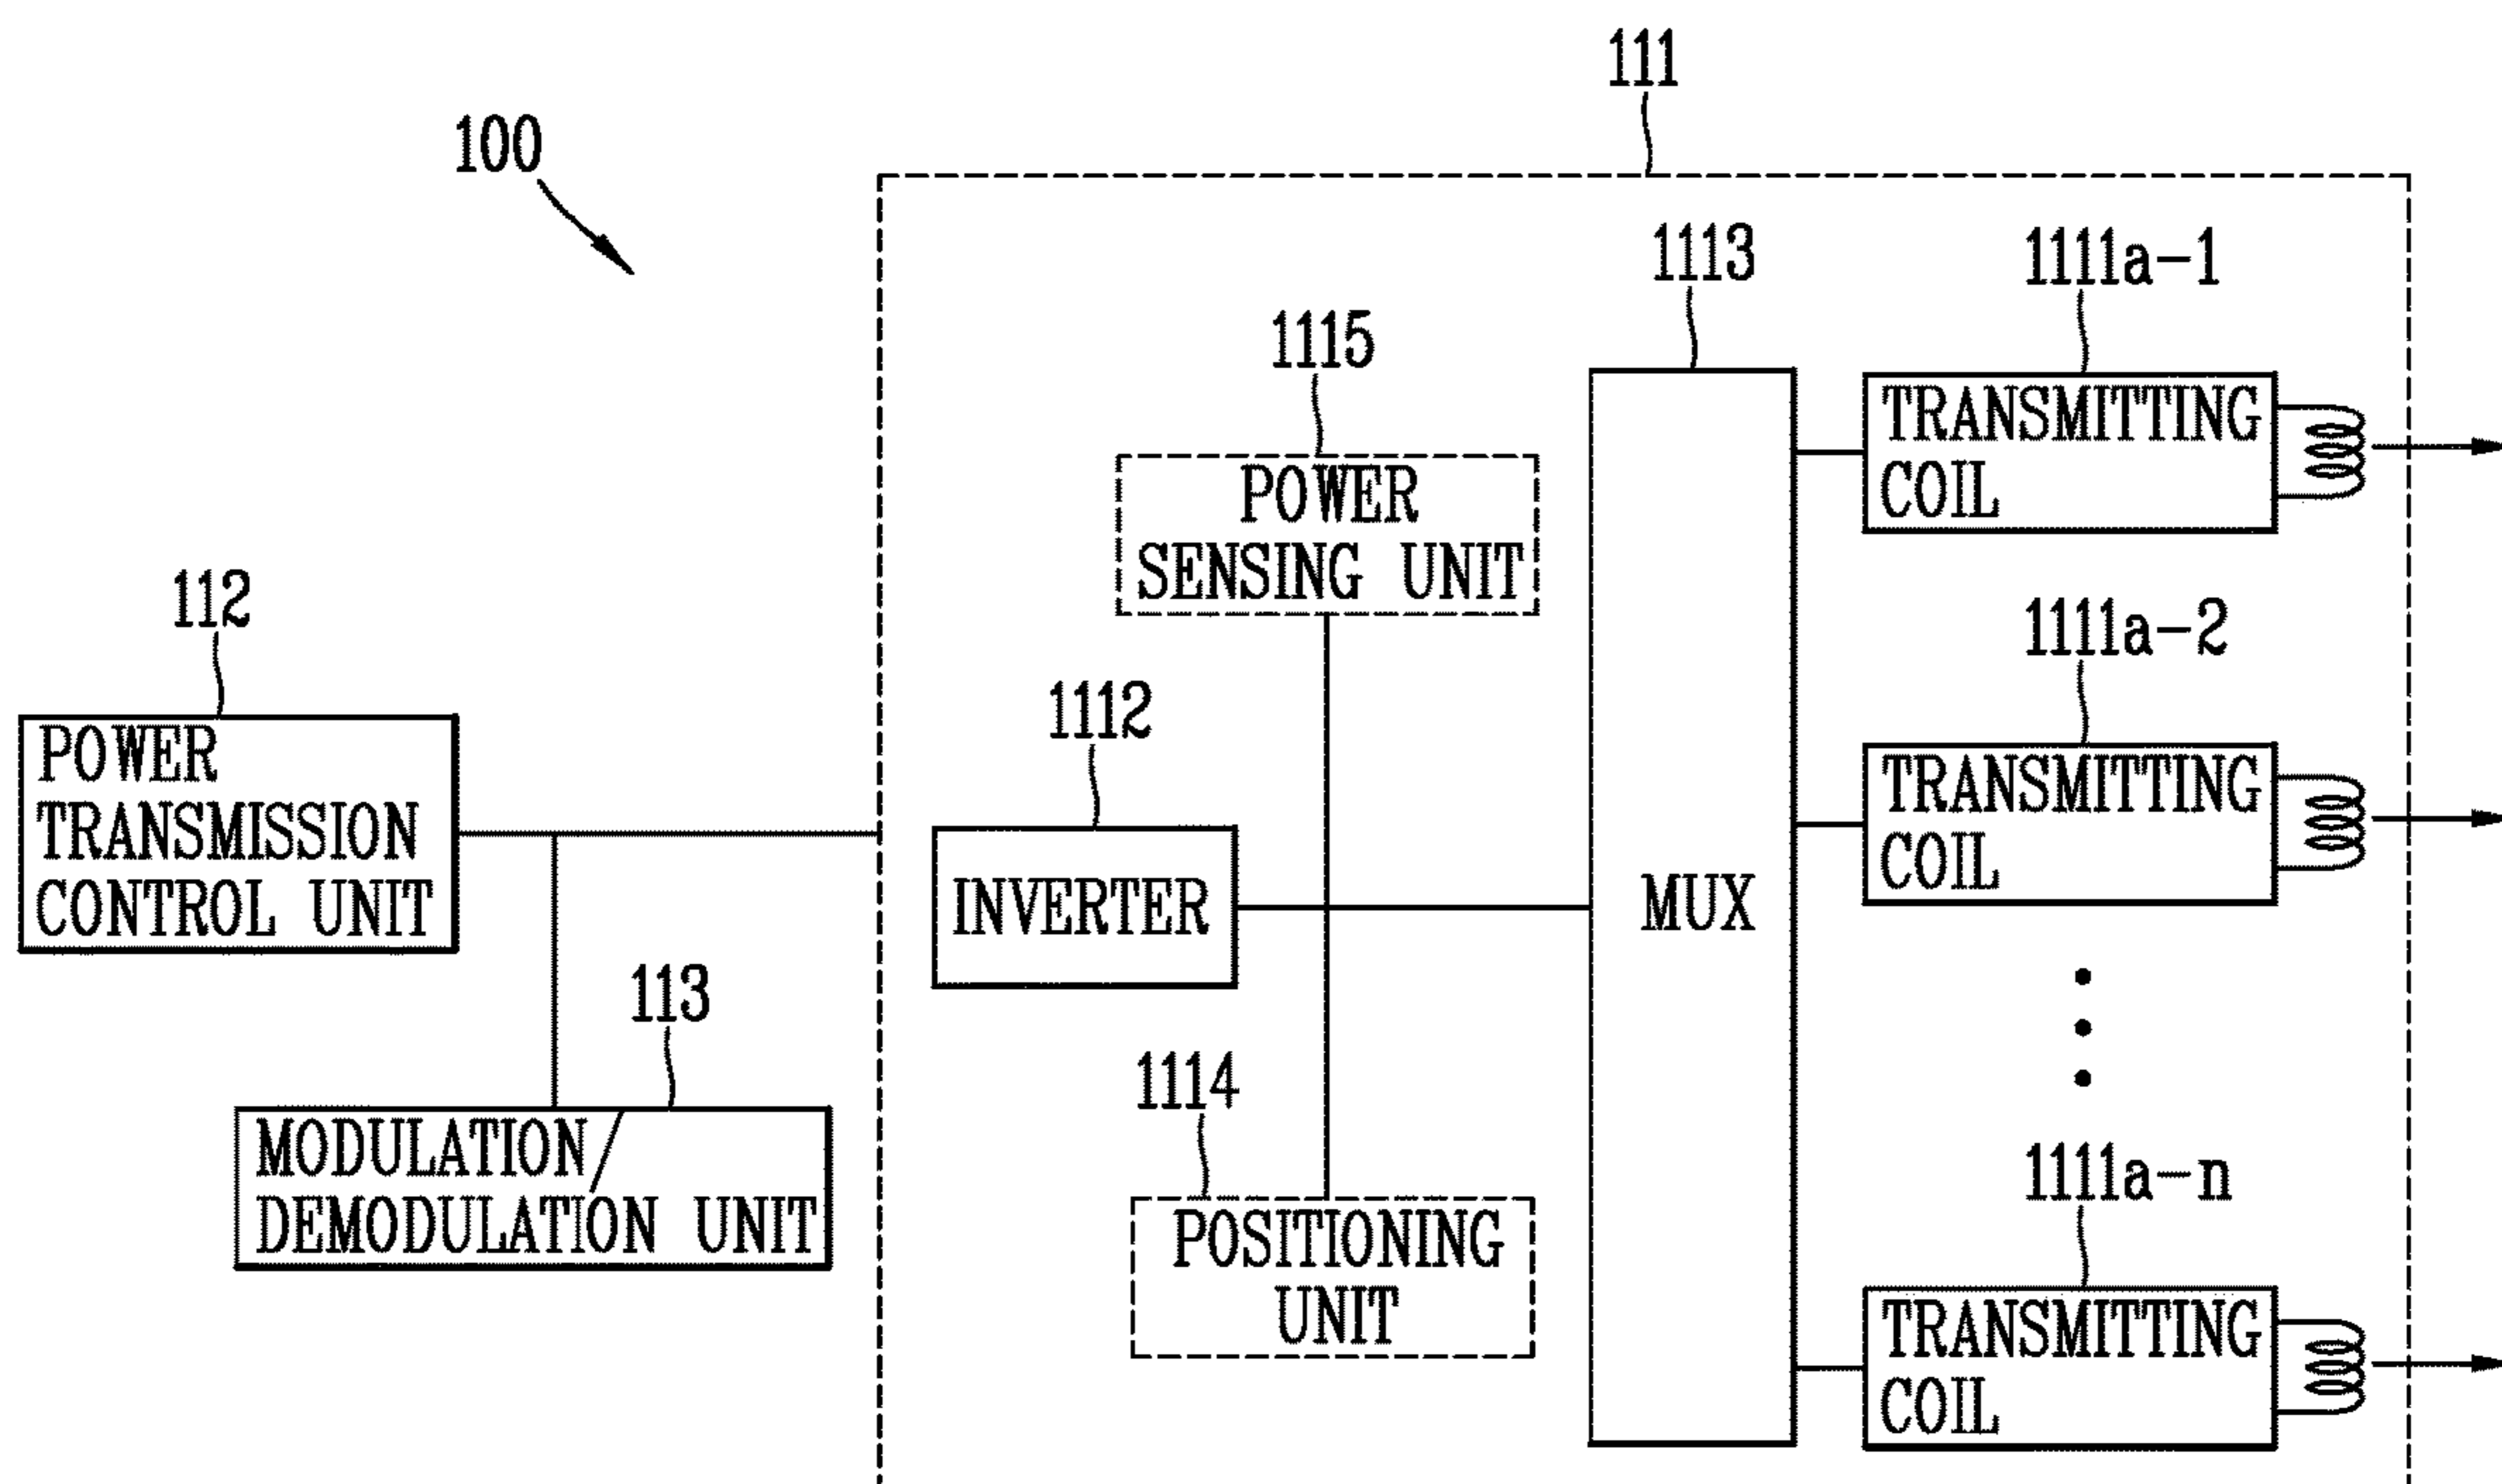 111
100
1113
1111a-1
1115
TRANSMITTING
COIL
POWER
SENSING UNIT
112
1111a-2
1112
POWER
TRANSMISSION
CONTROL UNIT
TRANSMITTING
COIL
INVERTER
MUX
113
1114
MODULATION/
DEMODULATION UNIT
1111a-n
POSITIONING
UNIT
TRANSMITTING
COIL